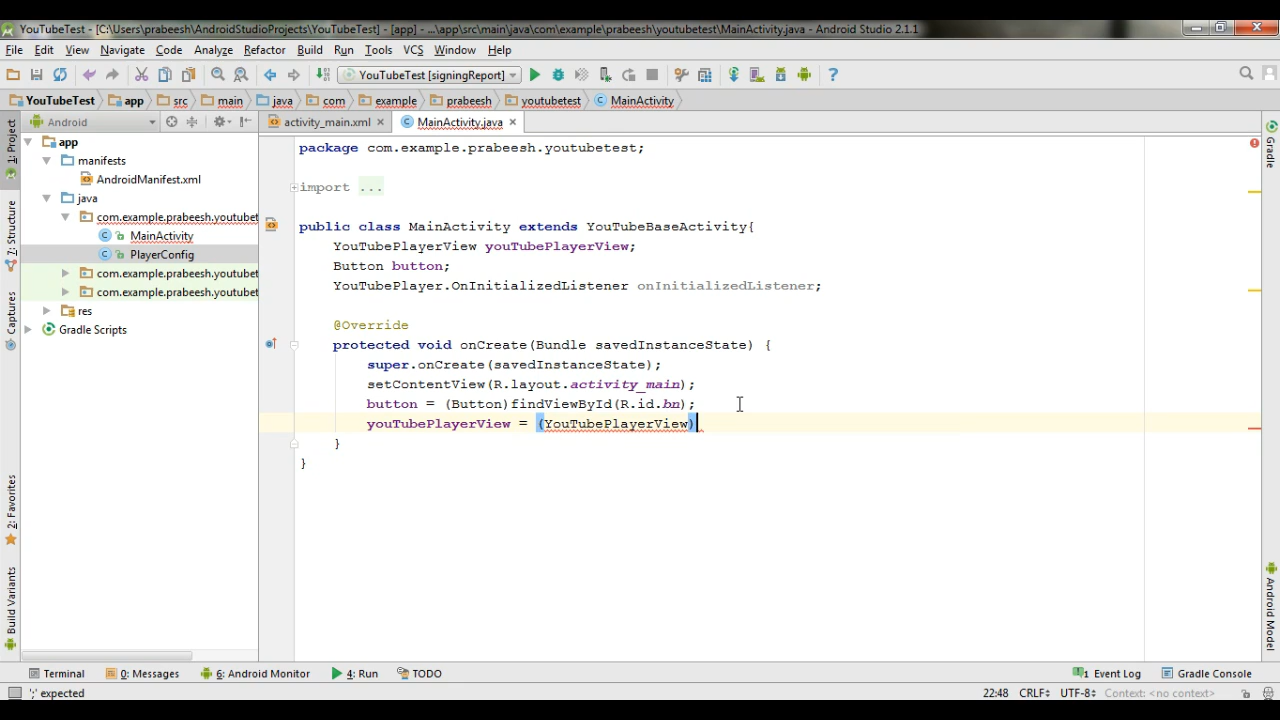 YouTubeTest - [C:\Users\prabeesh\AndroidStudioProjects\YouTubeTest] - [app] - ...\app\src\main\java\com\example\prabeesh\youtubetest\MainActivity.java - Android Studio 2.1.1
File Edit View Navigate Code Analyze Refactor Build Run Tools VCS Window Help
YouTubeTest [signingReport]
YouTubeTest app src main java com example prabeesh youtubetest MainActivity
Android
activity_main.xml MainActivity.java
1: Project
7: Structure
Captures
2: Favorites
Build Variants
app
manifests
AndroidManifest.xml
java
com.example.prabeesh.youtubet
MainActivity
PlayerConfig
com.example.prabeesh.youtubet
com.example.prabeesh.youtubet
res
Gradle Scripts
package com.example.prabeesh.youtubetest;
import ...
public class MainActivity extends YouTubeBaseActivity{
YouTubePlayerView youTubePlayerView;
Button button;
YouTubePlayer.OnInitializedListener onInitializedListener;
@Override
protected void onCreate(Bundle savedInstanceState) {
super.onCreate(savedInstanceState);
setContentView(R.layout.activity_main);
button = (Button)findViewById(R.id.bn);
youTubePlayerView = (YouTubePlayerView)
}
}
Gradle
Android Model
Terminal 0: Messages 6: Android Monitor 4: Run TODO 1 Event Log Gradle Console
';' expected 22:48 CRLF UTF-8 Context: <no context>